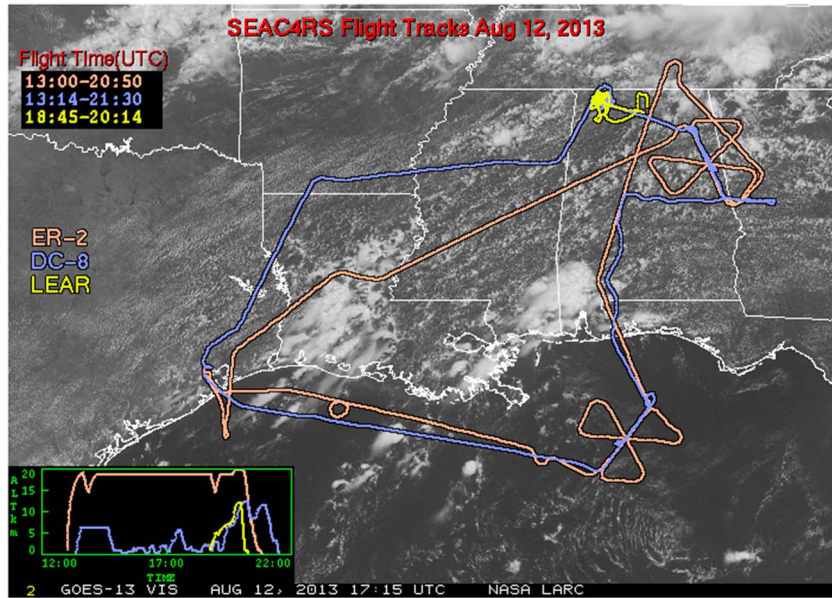 SEAC4RS Flight Tracks Aug 12, 2013
Flight Time(UTC)
13:00-20:50
13:14-21:30
18:45-20:14
ER-2
DC-8
LEAR
ALTkm
20
15
10
5
0
12:00 17:00 22:00
TIME
2 GOES-13 VIS AUG 12, 2013 17:15 UTC NASA LARC